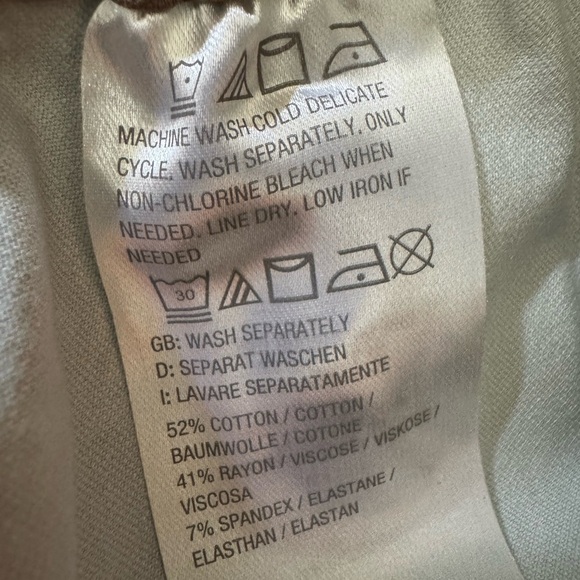 MACHINE WASH COLD DELICATE
CYCLE. WASH SEPARATELY. ONLY
NON-CHLORINE BLEACH WHEN
NEEDED. LINE DRY. LOW IRON IF
NEEDED
30
GB: WASH SEPARATELY
D: SEPARAT WASCHEN
I: LAVARE SEPARATAMENTE
52% COTTON / COTTON /
BAUMWOLLE / COTONE
41% RAYON / VISCOSE / VISKOSE /
VISCOSA
7% SPANDEX / ELASTANE /
ELASTHAN / ELASTAN